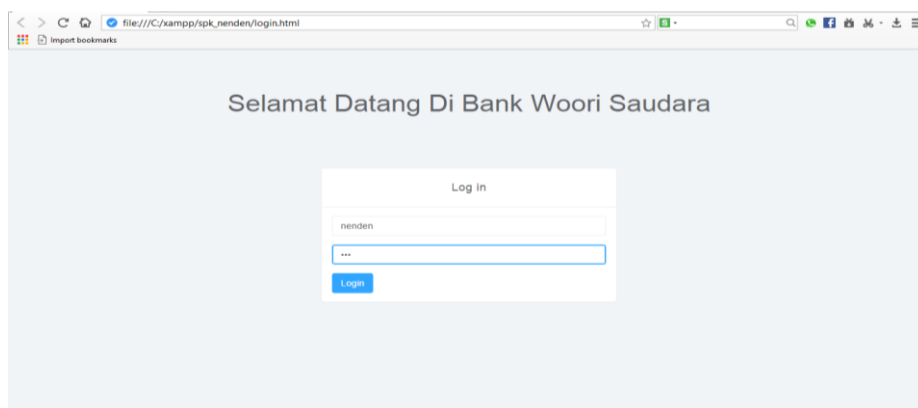 file:///C:/xampp/spk_nenden/login.html
Import bookmarks
Selamat Datang Di Bank Woori Saudara
Log in
nenden
•••
Login